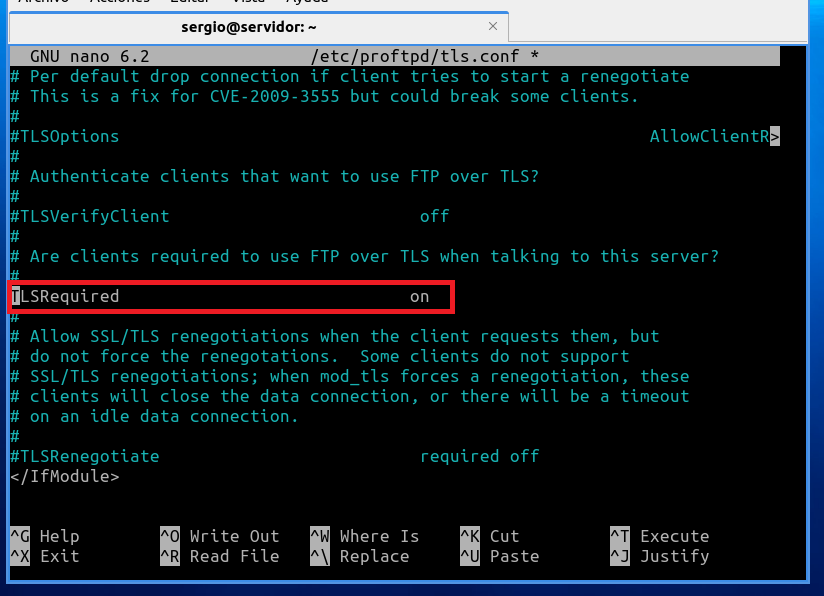 Archivo Acciones Editar Vista Ayuda
sergio@servidor: ~ ×
GNU nano 6.2 /etc/proftpd/tls.conf *
# Per default drop connection if client tries to start a renegotiate
# This is a fix for CVE-2009-3555 but could break some clients.
#
#TLSOptions AllowClientR>
#
# Authenticate clients that want to use FTP over TLS?
#
#TLSVerifyClient off
#
# Are clients required to use FTP over TLS when talking to this server?
#
TLSRequired on
#
# Allow SSL/TLS renegotiations when the client requests them, but
# do not force the renegotations.  Some clients do not support
# SSL/TLS renegotiations; when mod_tls forces a renegotiation, these
# clients will close the data connection, or there will be a timeout
# on an idle data connection.
#
#TLSRenegotiate required off
</IfModule>
^G Help ^O Write Out ^W Where Is ^K Cut ^T Execute
^X Exit ^R Read File ^\ Replace ^U Paste ^J Justify